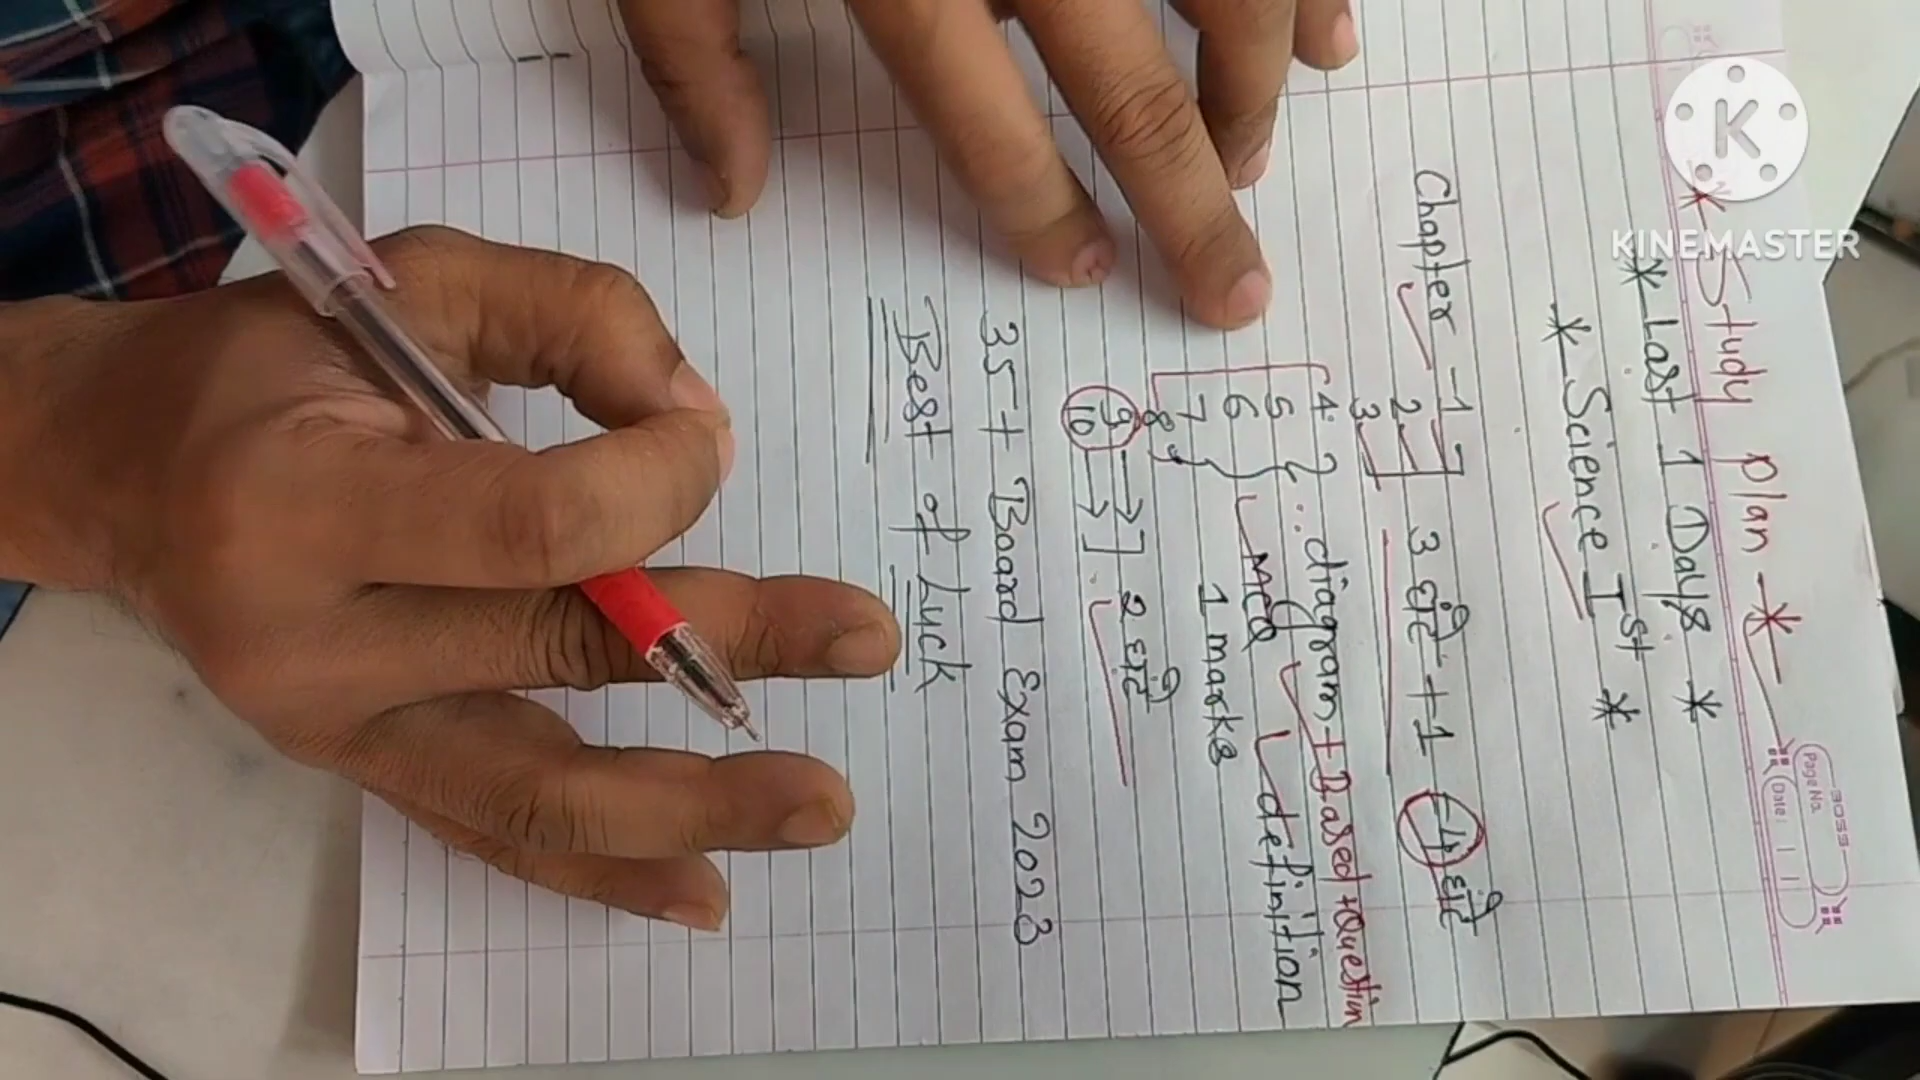 Page No.
Date :
* Study plan *
* Last 1 Days *
* Science Ist *
Chapter - 1
2 3 घंटे + 1 - 4 घंटे
3
4 diagram + Based + Question
5 definition
6 MCQ
7 1 marks
8
9 2 घंटे
10
35+ Board Exam 2023
Best of Luck
K
KINEMASTER